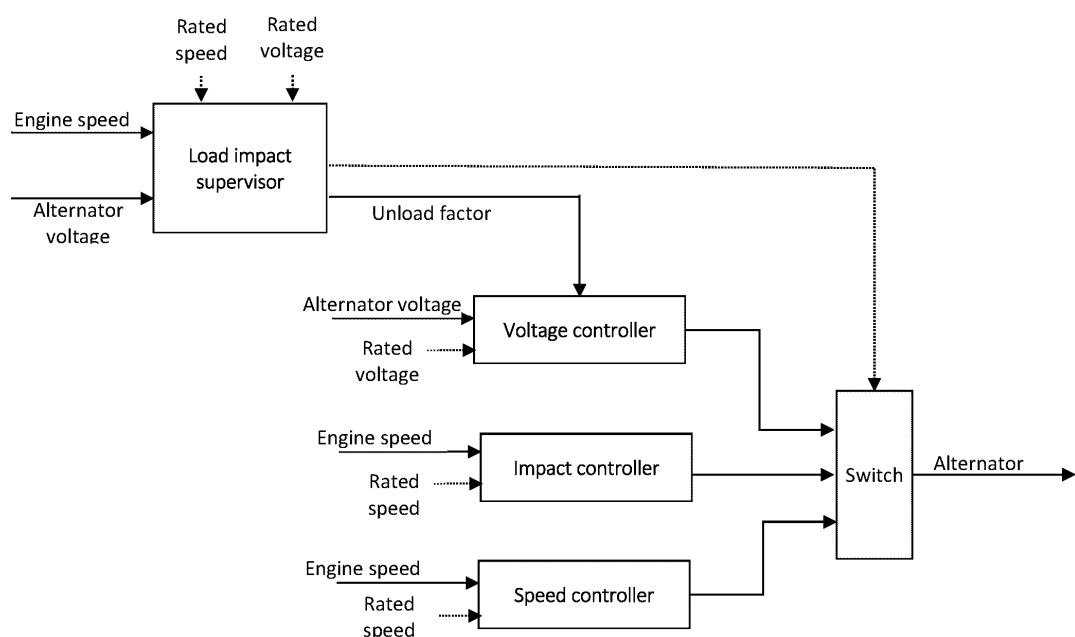 Rated
speed
Rated
voltage
Engine speed
Alternator
voltage
Load impact
supervisor
Unload factor
Alternator voltage
Rated
voltage
Voltage controller
Engine speed
Rated
speed
Impact controller
Switch
Alternator
Engine speed
Rated
speed
Speed controller